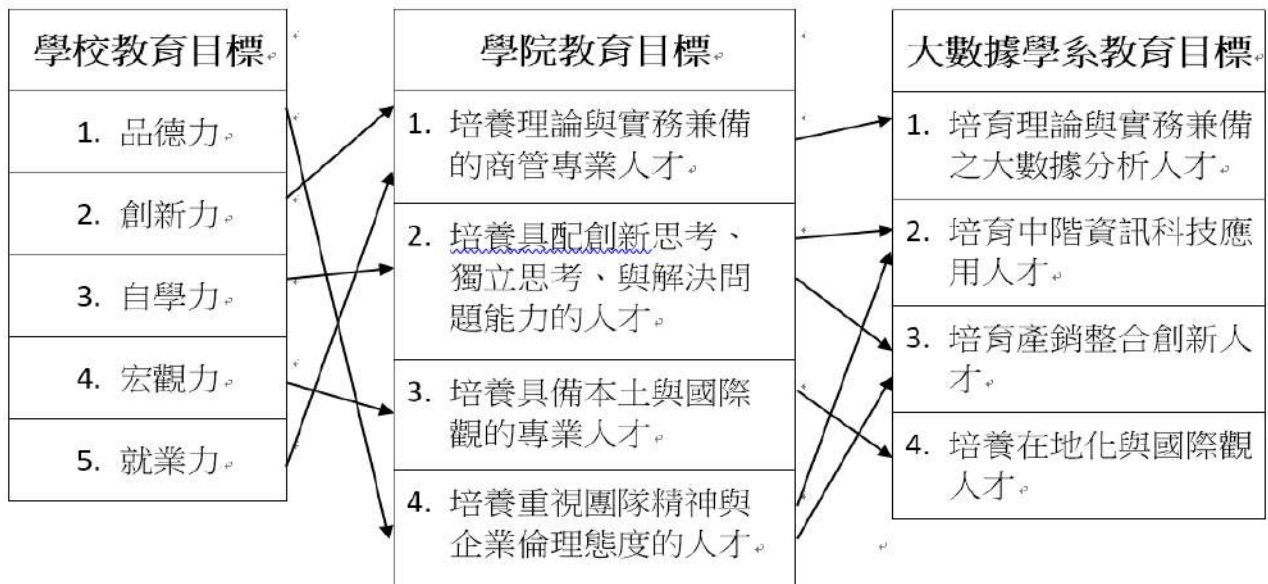 學校教育目標
1. 品德力
2. 創新力
3. 自學力
4. 宏觀力
5. 就業力
學院教育目標
1. 培養理論與實務兼備
的商管專業人才。
2. 培養具配創新思考、
獨立思考、與解決問
題能力的人才。
3. 培養具備本土與國際
觀的專業人才。
4. 培養重視團隊精神與
企業倫理態度的人才。
大數據學系教育目標
1. 培育理論與實務兼備
之大數據分析人才。
2. 培育中階資訊科技應
用人才。
3. 培育產銷整合創新人
才。
4. 培養在地化與國際觀
人才。